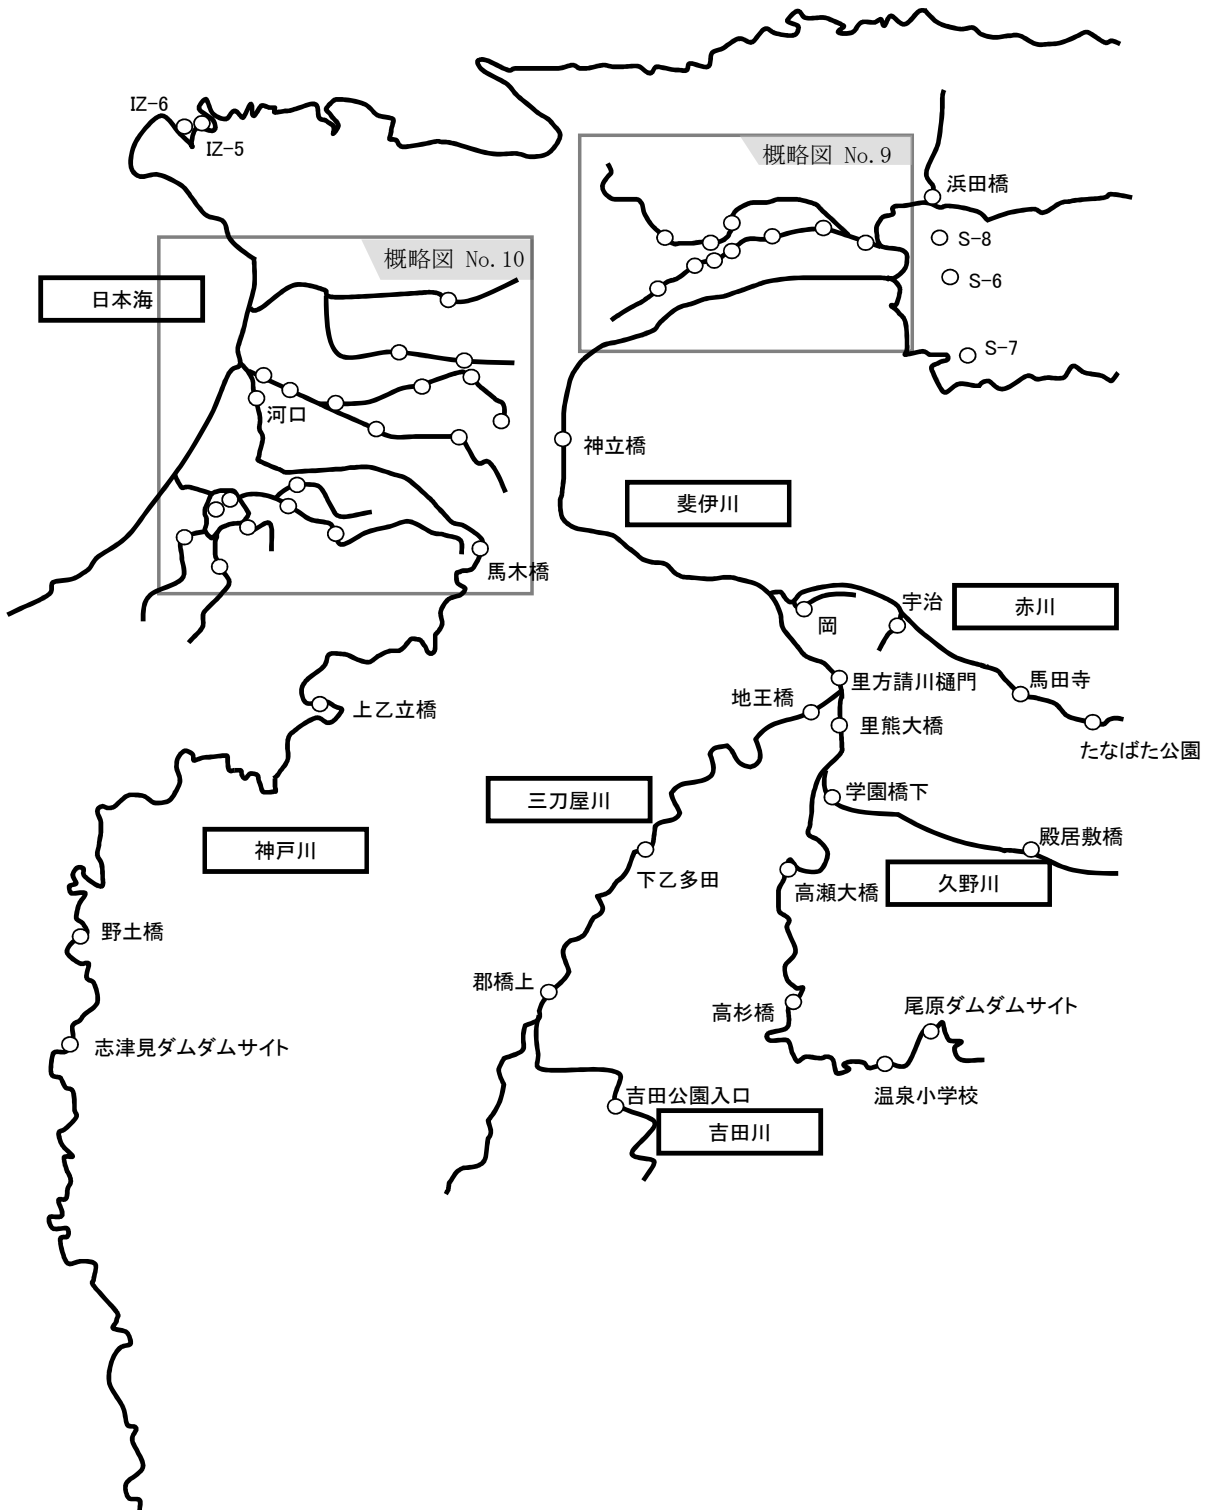 IZ-6
IZ-5
概略図 No.9
浜田橋
S-8
S-6
S-7
概略図 No.10
日本海
河口
神立橋
斐伊川
馬木橋
宇治
赤川
岡
里方請川樋門
馬田寺
地王橋
上乙立橋
里熊大橋
たなばた公園
三刀屋川
学園橋下
神戸川
殿居敷橋
下乙多田
高瀬大橋
久野川
野土橋
郡橋上
高杉橋
尾原ダムダムサイト
志津見ダムダムサイト
吉田公園入口
温泉小学校
吉田川